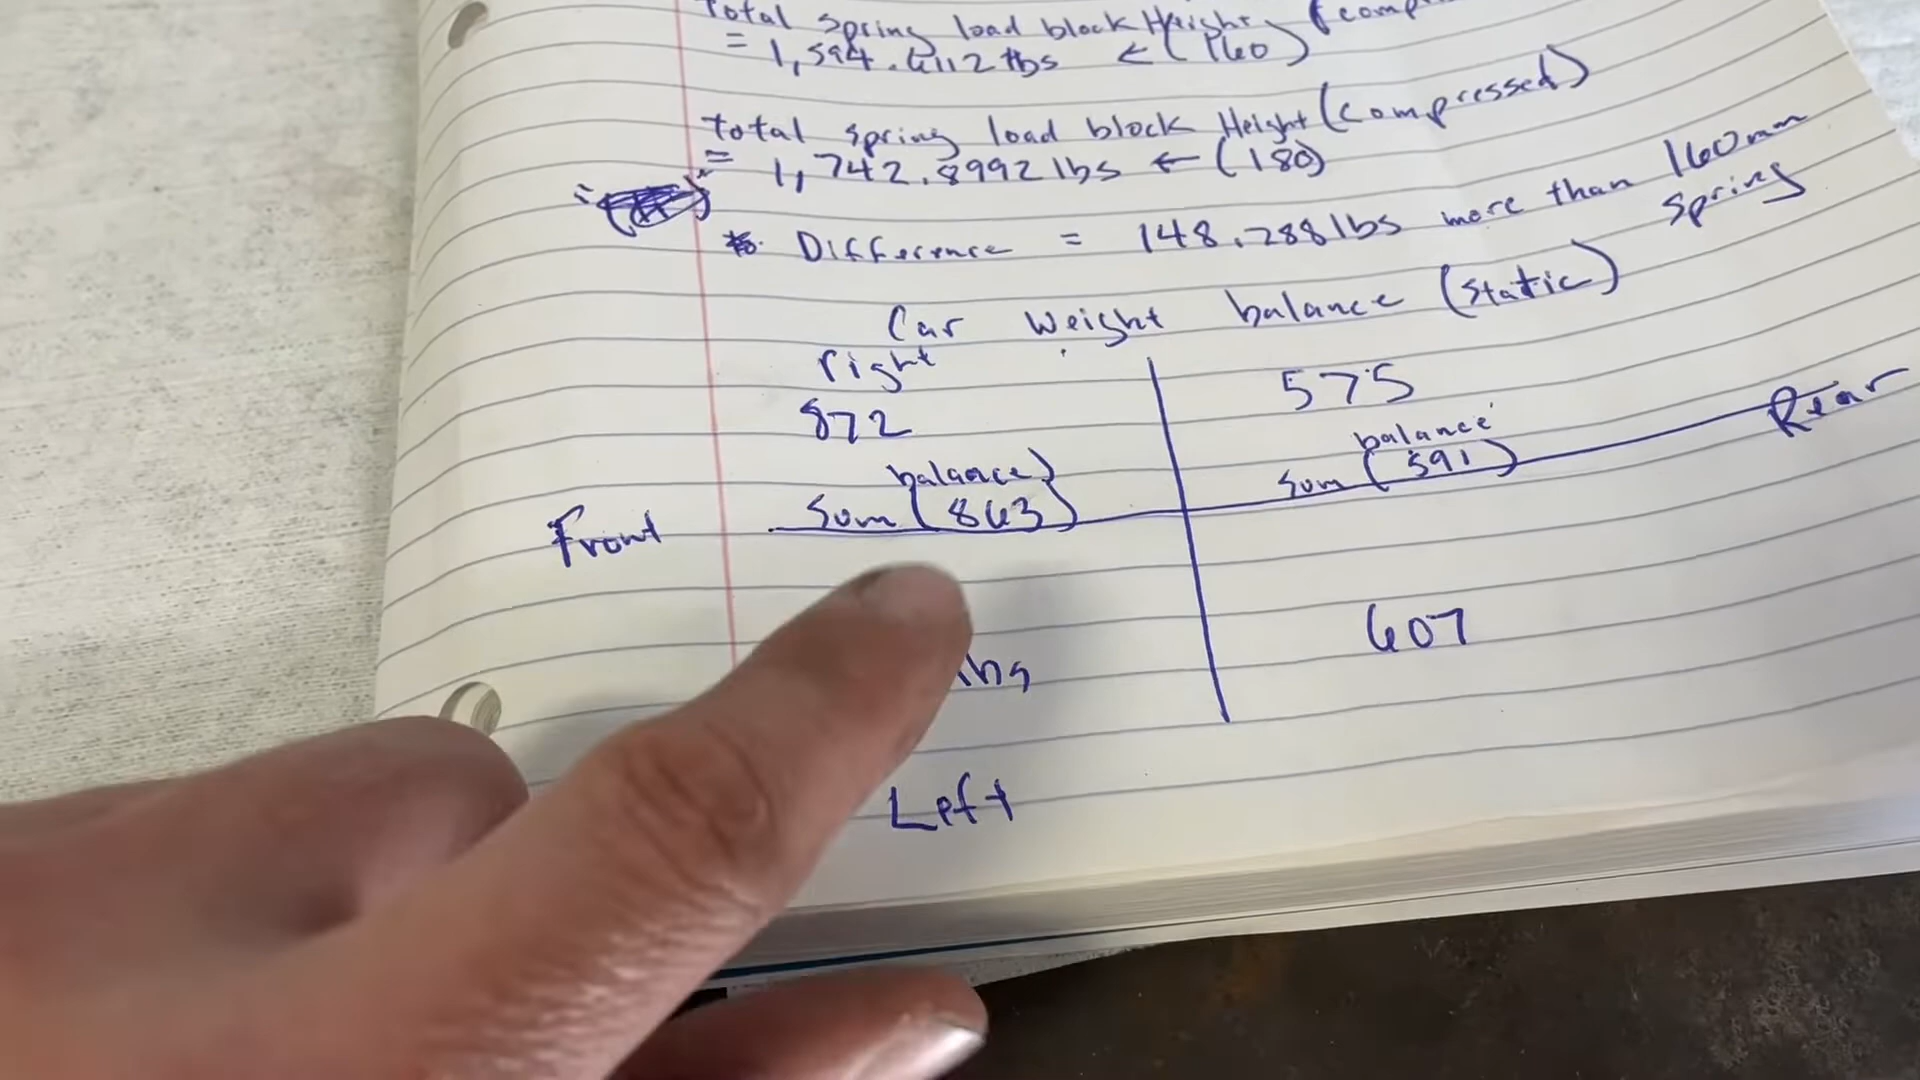 Total spring load block Height
= 1,594.6112 lbs ← (160)
total spring load block Height (compressed)
= 1,742.8992 lbs ← (180)
Difference = 148.288 lbs more than 160mm
spring
Car weight balance (static)
right
872
575
balance
sum (863)
balance
sum (591)
Front
Rear
lbs
607
Left